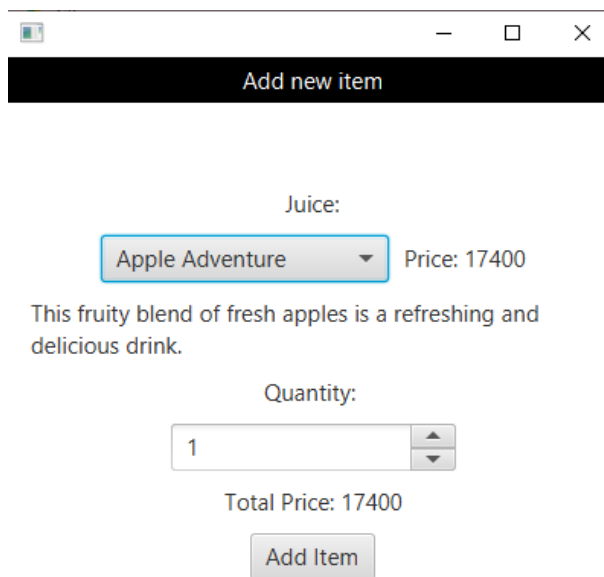 Add new item
Juice:
Apple Adventure
Price: 17400
This fruity blend of fresh apples is a refreshing and
delicious drink.
Quantity:
1
Total Price: 17400
Add Item